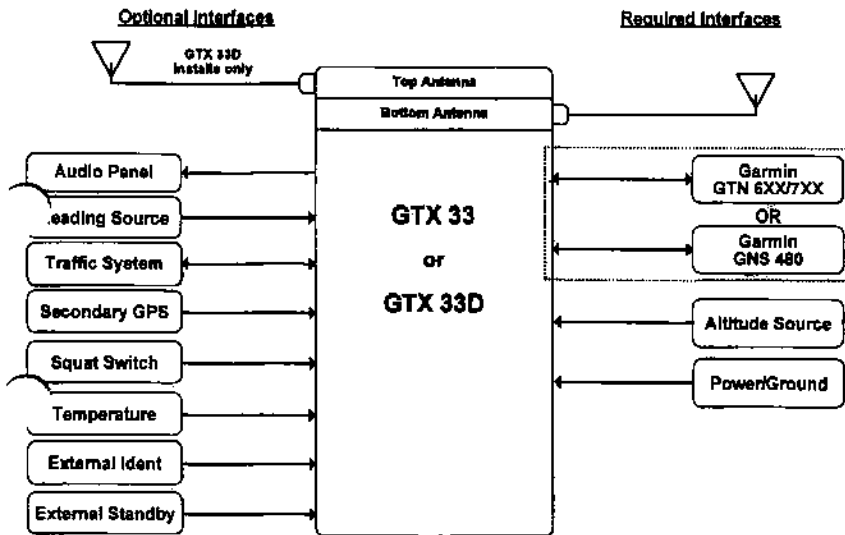 Optional Interfaces
Required Interfaces
GTX 33D
Installs only
Top Antenna
Bottom Antenna
Audio Panel
eading Source
Traffic System
Secondary GPS
Squat Switch
Temperature
External Ident
External Standby
GTX 33
or
GTX 33D
Garmin
GTN 6XX/7XX
OR
Garmin
GNS 480
Altitude Source
Power/Ground